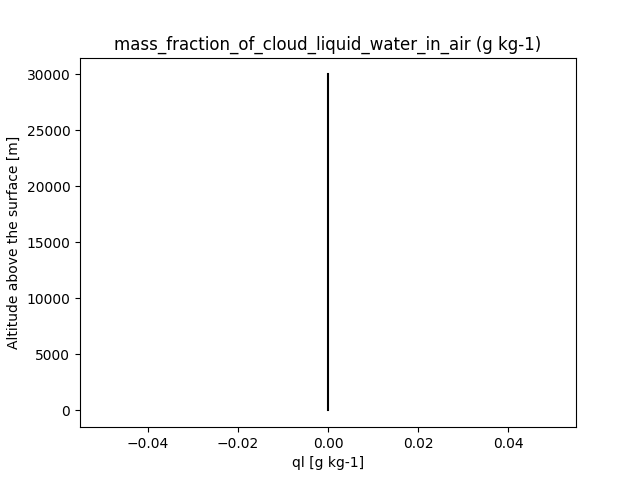 mass_fraction_of_cloud_liquid_water_in_air (g kg-1)
Altitude above the surface [m]
30000
25000
20000
15000
10000
5000
0
−0.04 −0.02 0.00 0.02 0.04
ql [g kg-1]